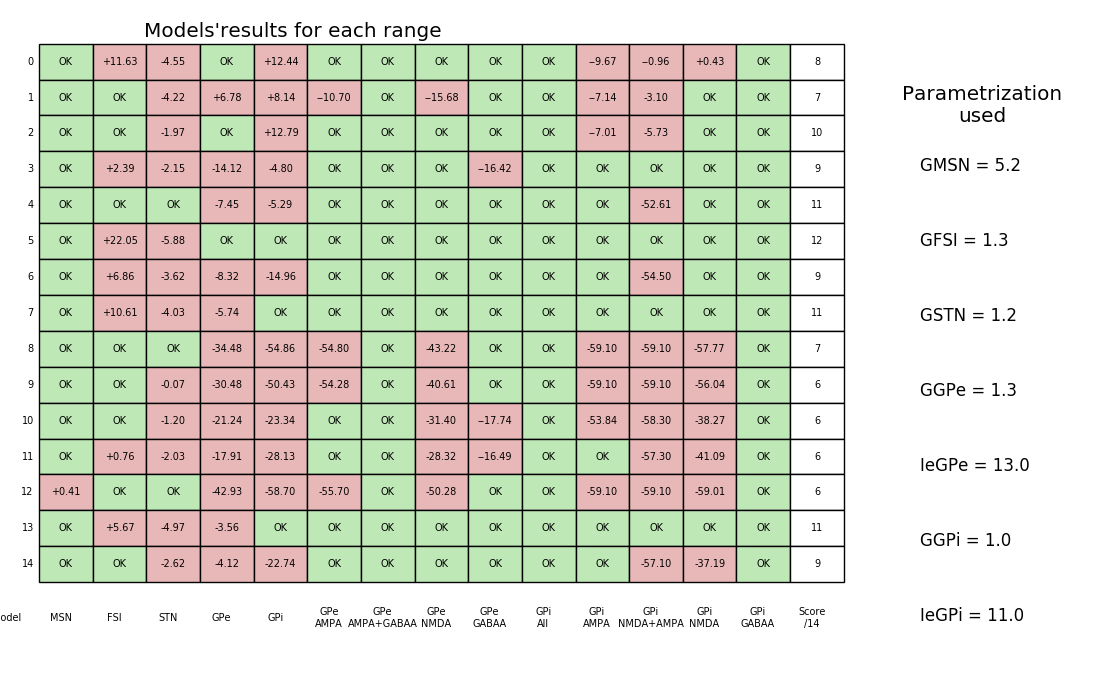 Models'results for each range
0 OK +11.63 -4.55 OK +12.44 OK OK OK OK OK --9.67 --0.96 +0.43 OK 8
1 OK OK -4.22 +6.78 +8.14 --10.70 OK --15.68 OK OK --7.14 -3.10 OK OK 7
2 OK OK -1.97 OK +12.79 OK OK OK OK OK --7.01 -5.73 OK OK 10
3 OK +2.39 -2.15 -14.12 -4.80 OK OK OK --16.42 OK OK OK OK OK 9
4 OK OK OK -7.45 -5.29 OK OK OK OK OK OK -52.61 OK OK 11
5 OK +22.05 -5.88 OK OK OK OK OK OK OK OK OK OK OK 12
6 OK +6.86 -3.62 -8.32 -14.96 OK OK OK OK OK OK -54.50 OK OK 9
7 OK +10.61 -4.03 -5.74 OK OK OK OK OK OK OK OK OK OK 11
8 OK OK OK -34.48 -54.86 -54.80 OK -43.22 OK OK -59.10 -59.10 -57.77 OK 7
9 OK OK -0.07 -30.48 -50.43 -54.28 OK -40.61 OK OK -59.10 -59.10 -56.04 OK 6
10 OK OK -1.20 -21.24 -23.34 OK OK -31.40 --17.74 OK -53.84 -58.30 -38.27 OK 6
11 OK +0.76 -2.03 -17.91 -28.13 OK OK -28.32 --16.49 OK OK -57.30 -41.09 OK 6
12 +0.41 OK OK -42.93 -58.70 -55.70 OK -50.28 OK OK -59.10 -59.10 -59.01 OK 6
13 OK +5.67 -4.97 -3.56 OK OK OK OK OK OK OK OK OK OK 11
14 OK OK -2.62 -4.12 -22.74 OK OK OK OK OK OK -57.10 -37.19 OK 9
GPe GPe GPe GPe GPi GPi GPi GPi GPi Score
odel MSN FSI STN GPe GPi
AMPA AMPA+GABAA NMDA GABAA All AMPA NMDA+AMPA NMDA GABAA /14
Parametrization
used
GMSN = 5.2
GFSI = 1.3
GSTN = 1.2
GGPe = 1.3
IeGPe = 13.0
GGPi = 1.0
IeGPi = 11.0